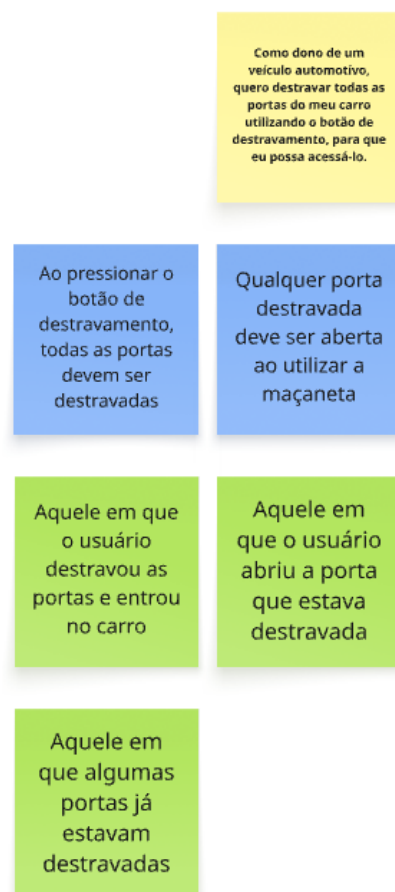 Como dono de um
veículo automotivo,
quero destravar todas as
portas do meu carro
utilizando o botão de
destravamento, para que
eu possa acessá-lo.
Ao pressionar o
botão de
destravamento,
todas as portas
devem ser
destravadas
Qualquer porta
destravada
deve ser aberta
ao utilizar a
maçaneta
Aquele em que
o usuário
destravou as
portas e entrou
no carro
Aquele em
que o usuário
abriu a porta
que estava
destravada
Aquele em
que algumas
portas já
estavam
destravadas